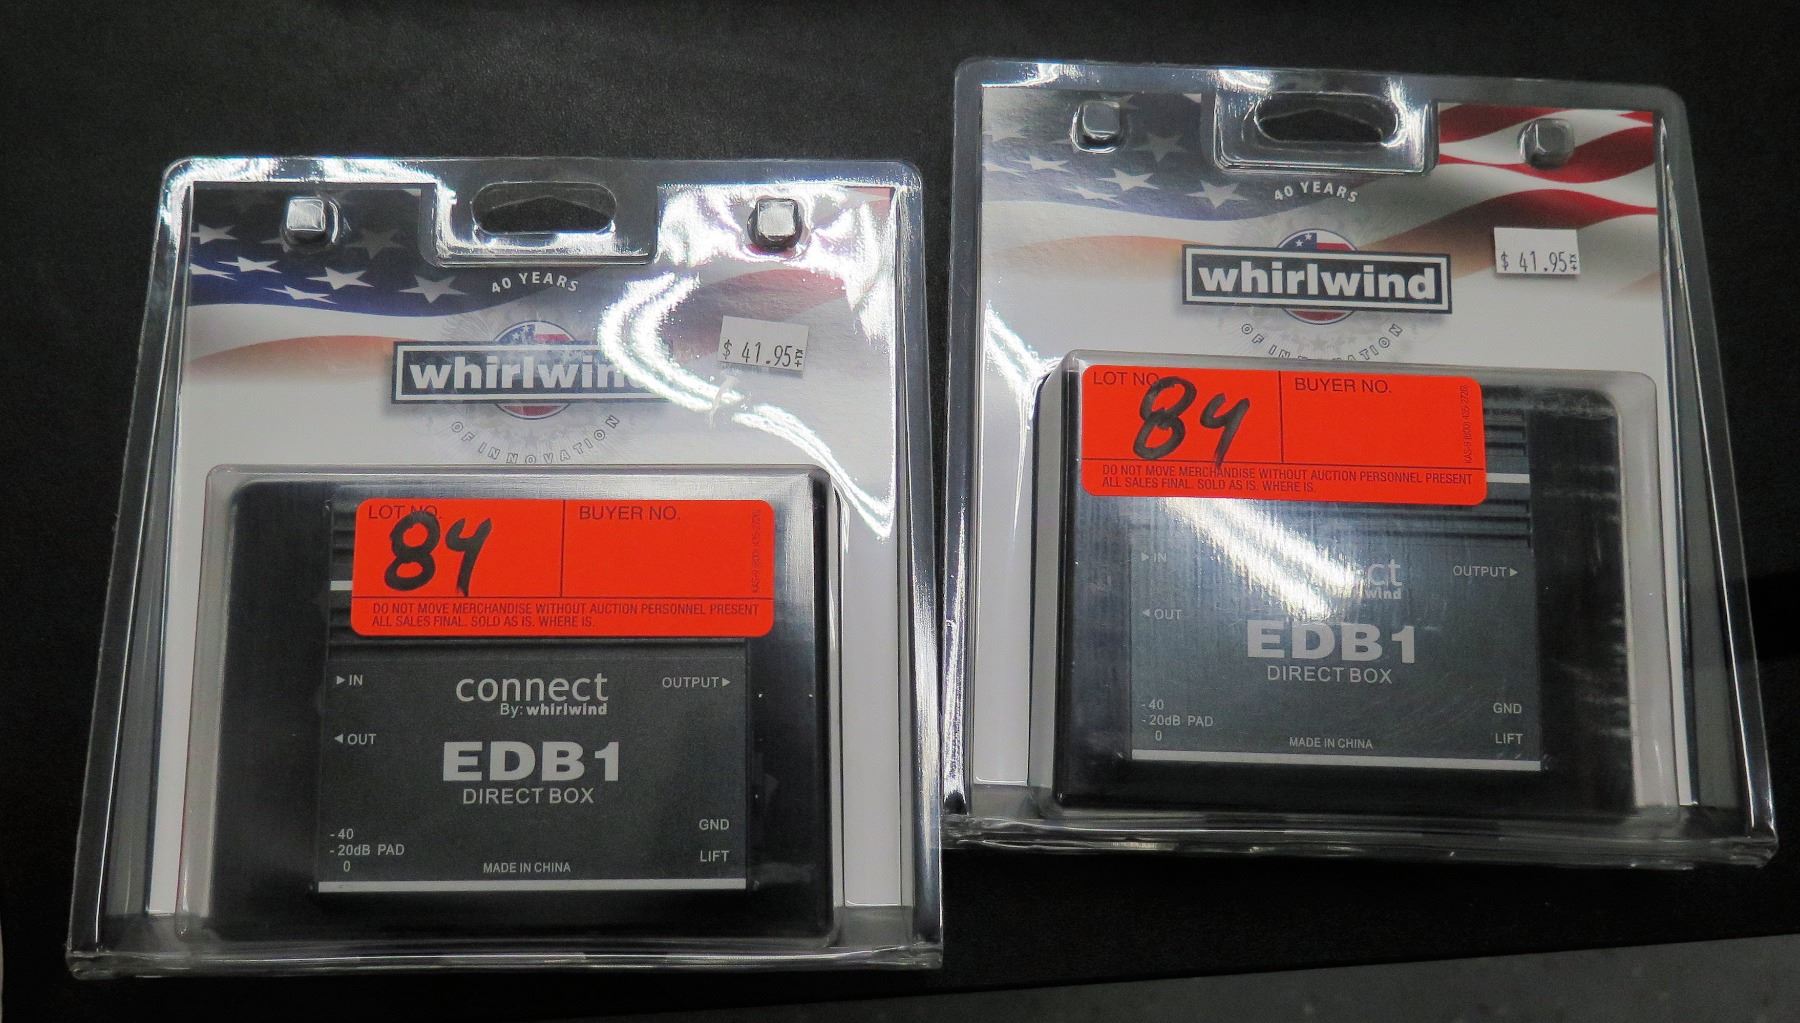 40 YEARS
whirlwind
OF INNOVATION
$ 41.95
LOT NO.
84
BUYER NO.
DO NOT MOVE MERCHANDISE WITHOUT AUCTION PERSONNEL PRESENT
ALL SALES FINAL. SOLD AS IS. WHERE IS.
IN
OUT
connect
By: whirlwind
OUTPUT
EDB1
DIRECT BOX
-40
-20dB PAD
0
MADE IN CHINA
GND
LIFT
40 YEARS
whirlwind
OF INNOVATION
$ 41.95
LOT NO.
84
BUYER NO.
DO NOT MOVE MERCHANDISE WITHOUT AUCTION PERSONNEL PRESENT
ALL SALES FINAL. SOLD AS IS. WHERE IS.
IN
OUT
OUTPUT
EDB1
DIRECT BOX
-40
-20dB PAD
0
MADE IN CHINA
GND
LIFT